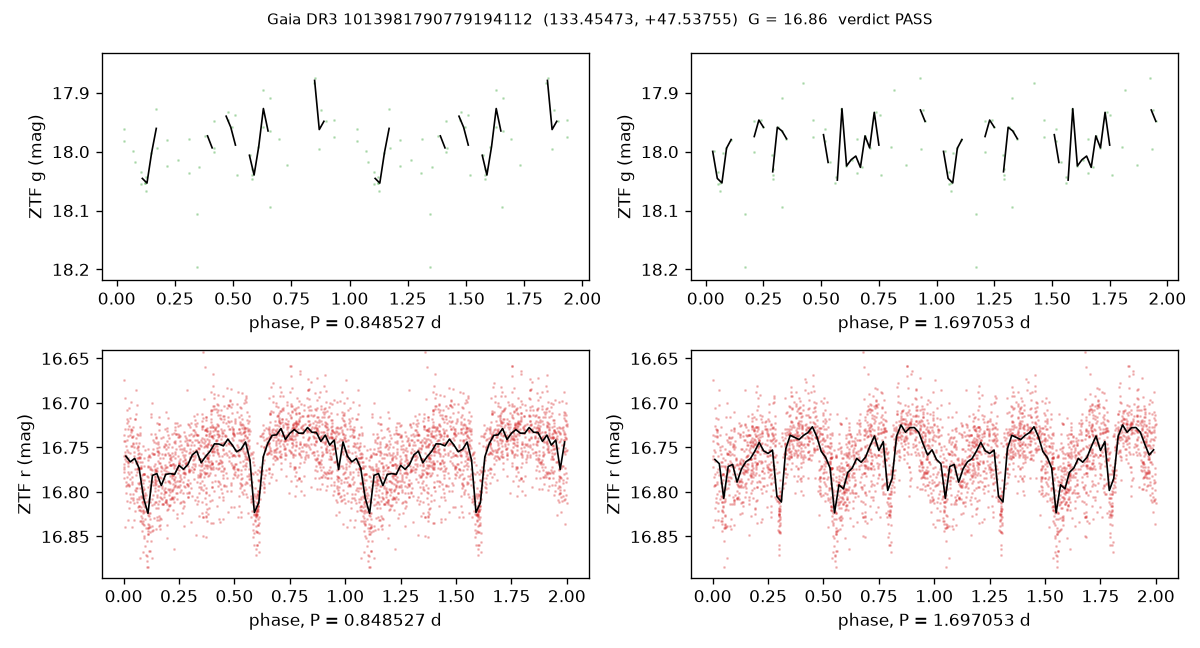 Gaia DR3 1013981790779194112 (133.45473, +47.53755) G = 16.86 verdict PASS
ZTF g (mag)
17.9
18.0
18.1
18.2
0.00 0.25 0.50 0.75 1.00 1.25 1.50 1.75 2.00
phase, P = 0.848527 d
ZTF g (mag)
17.9
18.0
18.1
18.2
0.00 0.25 0.50 0.75 1.00 1.25 1.50 1.75 2.00
phase, P = 1.697053 d
ZTF r (mag)
16.65
16.70
16.75
16.80
16.85
0.00 0.25 0.50 0.75 1.00 1.25 1.50 1.75 2.00
phase, P = 0.848527 d
ZTF r (mag)
16.65
16.70
16.75
16.80
16.85
0.00 0.25 0.50 0.75 1.00 1.25 1.50 1.75 2.00
phase, P = 1.697053 d